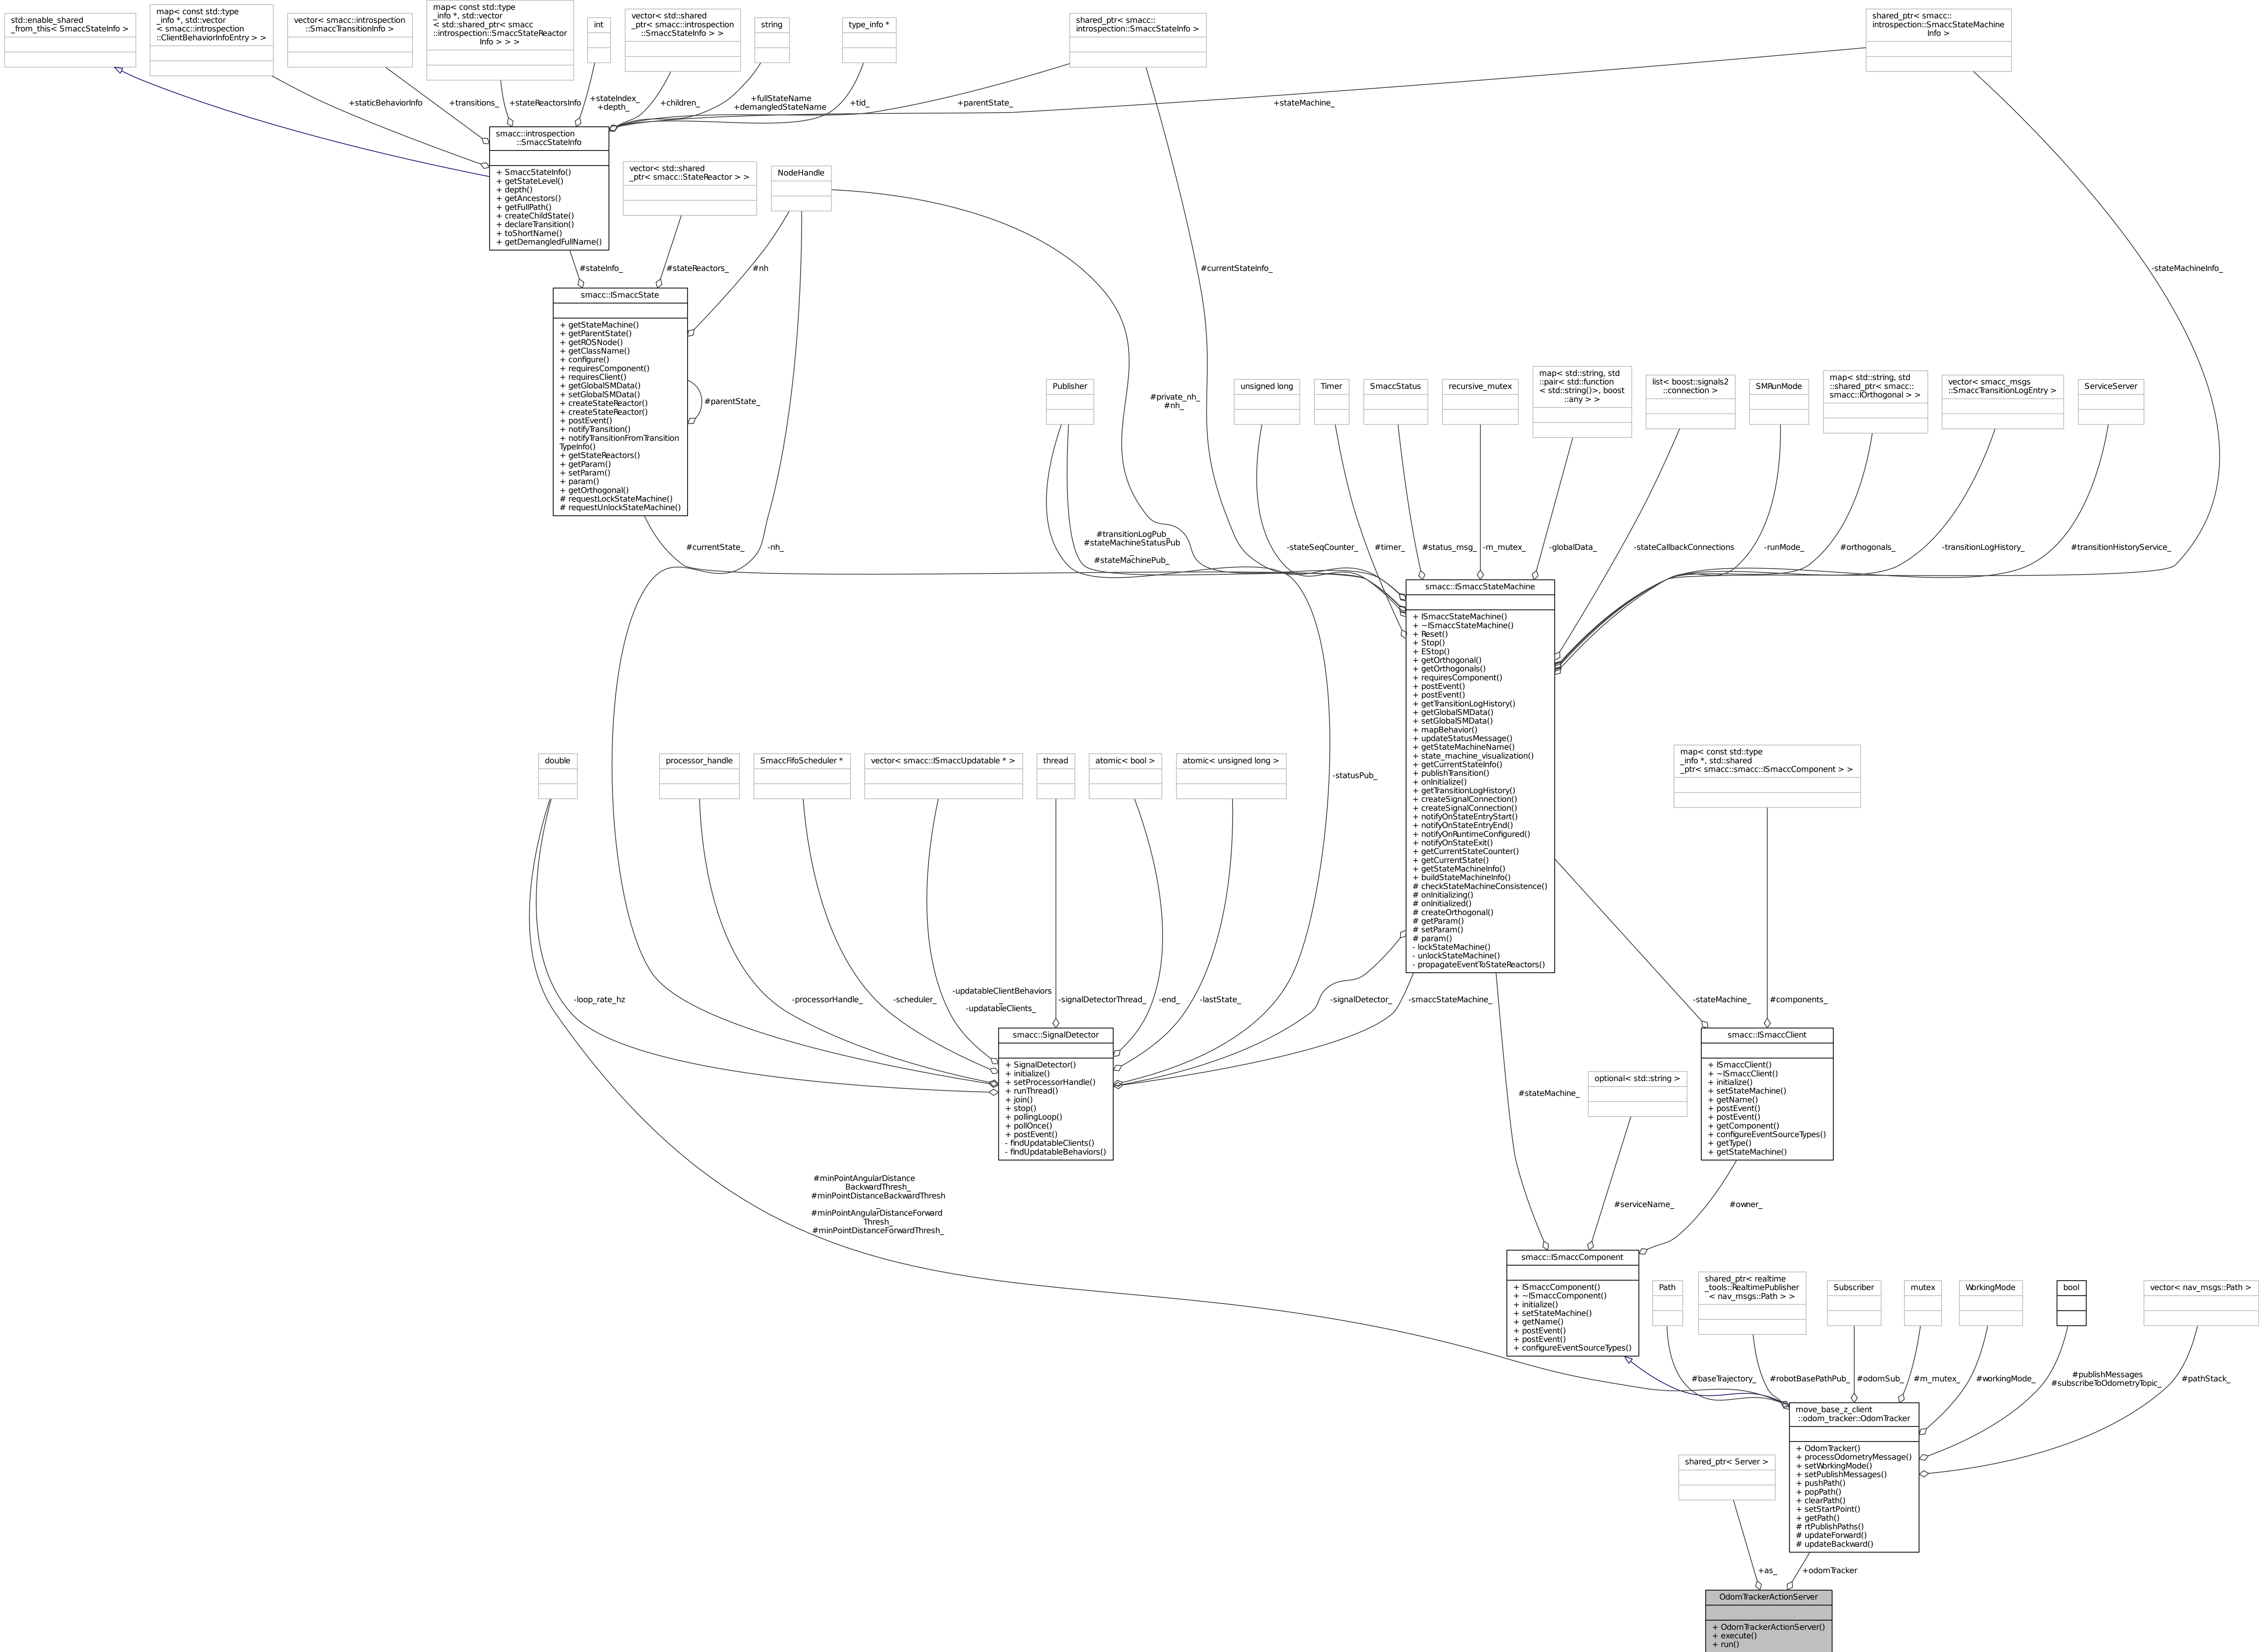 std::enable_shared
_from_this< SmaccStateInfo >
map< const std::type
_info *, std::vector
< smacc::introspection
::ClientBehaviorInfoEntry > >
vector< smacc::introspection
::SmaccTransitionInfo >
map< const std::type
_info *, std::vector
< std::shared_ptr< smacc
::introspection::SmaccStateReactor
Info > > >
int
vector< std::shared
_ptr< smacc::introspection
::SmaccStateInfo > >
string
type_info *
shared_ptr< smacc::
introspection::SmaccStateInfo >
shared_ptr< smacc::
introspection::SmaccStateMachine
Info >
+staticBehaviorInfo
+transitions_
+stateReactorsInfo
+stateIndex_
+depth_
+children_
+fullStateName
+demangledStateName
+tid_
+parentState_
+stateMachine_
smacc::introspection
::SmaccStateInfo
+ SmaccStateInfo()
+ getStateLevel()
+ depth()
+ getAncestors()
+ getFullPath()
+ createChildState()
+ declareTransition()
+ toShortName()
+ getDemangledFullName()
vector< std::shared
_ptr< smacc::StateReactor > >
NodeHandle
#stateInfo_
#stateReactors_
#nh
#currentStateInfo_
-stateMachineInfo_
smacc::ISmaccState
+ getStateMachine()
+ getParentState()
+ getROSNode()
+ getClassName()
+ configure()
+ requiresComponent()
+ requiresClient()
+ getGlobalSMData()
+ setGlobalSMData()
+ createStateReactor()
+ createStateReactor()
+ postEvent()
+ notifyTransition()
+ notifyTransitionFromTransition
TypeInfo()
+ getStateReactors()
+ getParam()
+ setParam()
+ param()
+ getOrthogonal()
# requestLockStateMachine()
# requestUnlockStateMachine()
#parentState_
Publisher
#private_nh_
#nh_
unsigned long
Timer
SmaccStatus
recursive_mutex
map< std::string, std
::pair< std::function
< std::string()>, boost
::any > >
list< boost::signals2
::connection >
SMRunMode
map< std::string, std
::shared_ptr< smacc::
smacc::IOrthogonal > >
vector< smacc_msgs
::SmaccTransitionLogEntry >
ServiceServer
#currentState_
-nh_
#transitionLogPub_
#stateMachineStatusPub
_
#stateMachinePub_
-stateSeqCounter_
#timer_
#status_msg_
-m_mutex_
-globalData_
-stateCallbackConnections
-runMode_
#orthogonals_
-transitionLogHistory_
#transitionHistoryService_
smacc::ISmaccStateMachine
+ ISmaccStateMachine()
+ ~ISmaccStateMachine()
+ Reset()
+ Stop()
+ EStop()
+ getOrthogonal()
+ getOrthogonals()
+ requiresComponent()
+ postEvent()
+ postEvent()
+ getTransitionLogHistory()
+ getGlobalSMData()
+ setGlobalSMData()
+ mapBehavior()
+ updateStatusMessage()
+ getStateMachineName()
+ state_machine_visualization()
+ getCurrentStateInfo()
+ publishTransition()
+ onInitialize()
+ getTransitionLogHistory()
+ createSignalConnection()
+ createSignalConnection()
+ notifyOnStateEntryStart()
+ notifyOnStateEntryEnd()
+ notifyOnRuntimeConfigured()
+ notifyOnStateExit()
+ getCurrentStateCounter()
+ getCurrentState()
+ getStateMachineInfo()
+ buildStateMachineInfo()
# checkStateMachineConsistence()
# onInitializing()
# onInitialized()
# createOrthogonal()
# getParam()
# setParam()
# param()
- lockStateMachine()
- unlockStateMachine()
- propagateEventToStateReactors()
double
processor_handle
SmaccFifoScheduler *
vector< smacc::ISmaccUpdatable * >
thread
atomic< bool >
atomic< unsigned long >
-statusPub_
map< const std::type
_info *, std::shared
_ptr< smacc::smacc::ISmaccComponent > >
-loop_rate_hz
-processorHandle_
-scheduler_
-updatableClientBehaviors
_
-updatableClients_
-signalDetectorThread_
-end_
-lastState_
-signalDetector_
-smaccStateMachine_
-stateMachine_
#components_
smacc::SignalDetector
+ SignalDetector()
+ initialize()
+ setProcessorHandle()
+ runThread()
+ join()
+ stop()
+ pollingLoop()
+ pollOnce()
+ postEvent()
- findUpdatableClients()
- findUpdatableBehaviors()
smacc::ISmaccClient
+ ISmaccClient()
+ ~ISmaccClient()
+ initialize()
+ setStateMachine()
+ getName()
+ postEvent()
+ postEvent()
+ getComponent()
+ configureEventSourceTypes()
+ getType()
+ getStateMachine()
optional< std::string >
#stateMachine_
#minPointAngularDistance
BackwardThresh_
#minPointDistanceBackwardThresh
_
#minPointAngularDistanceForward
Thresh_
#minPointDistanceForwardThresh_
#serviceName_
#owner_
smacc::ISmaccComponent
+ ISmaccComponent()
+ ~ISmaccComponent()
+ initialize()
+ setStateMachine()
+ getName()
+ postEvent()
+ postEvent()
+ configureEventSourceTypes()
Path
shared_ptr< realtime
_tools::RealtimePublisher
< nav_msgs::Path > >
Subscriber
mutex
WorkingMode
bool
vector< nav_msgs::Path >
#baseTrajectory_
#robotBasePathPub_
#odomSub_
#m_mutex_
#workingMode_
#publishMessages
#subscribeToOdometryTopic_
#pathStack_
move_base_z_client
::odom_tracker::OdomTracker
+ OdomTracker()
+ processOdometryMessage()
+ setWorkingMode()
+ setPublishMessages()
+ pushPath()
+ popPath()
+ clearPath()
+ setStartPoint()
+ getPath()
# rtPublishPaths()
# updateForward()
# updateBackward()
shared_ptr< Server >
+as_
+odomTracker
OdomTrackerActionServer
+ OdomTrackerActionServer()
+ execute()
+ run()